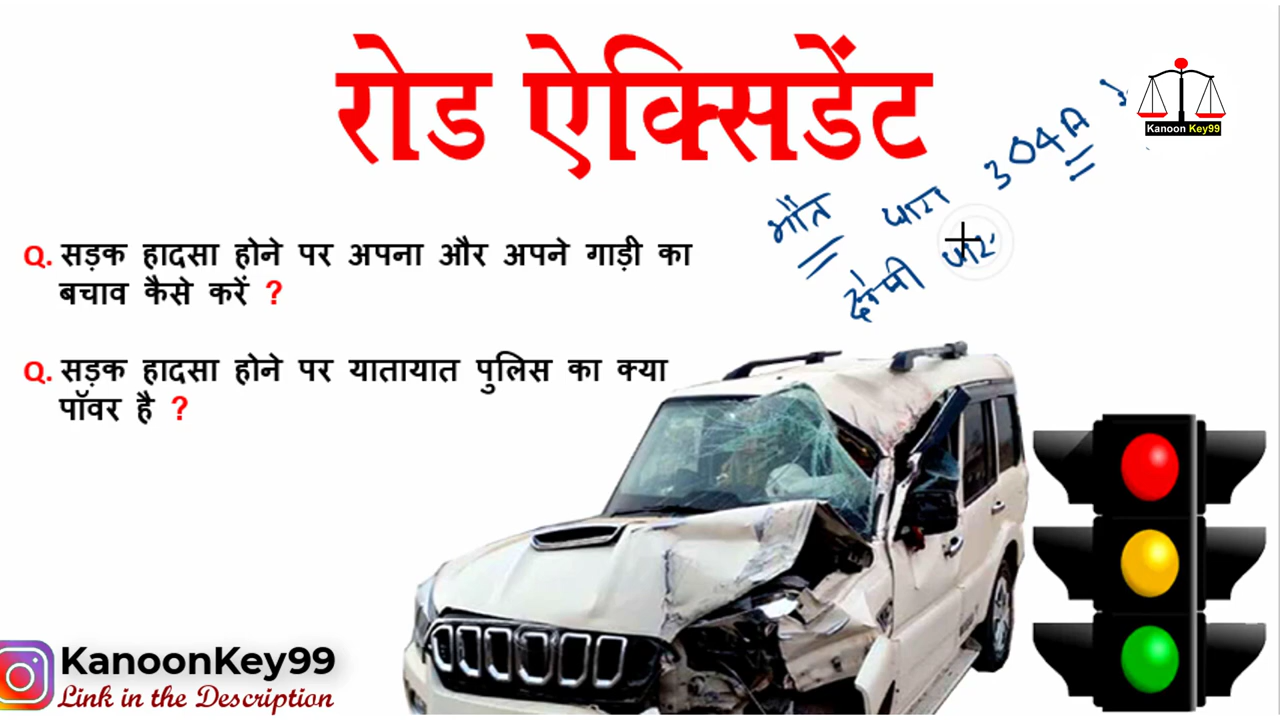 रोड ऐक्सिडेंट
Kanoon Key99
मौत धारा 304A
Q. सड़क हादसा होने पर अपना और अपने गाड़ी का
बचाव कैसे करें ?
Q. सड़क हादसा होने पर यातायात पुलिस का क्या
पॉवर है ?
KanoonKey99
Link in the Description